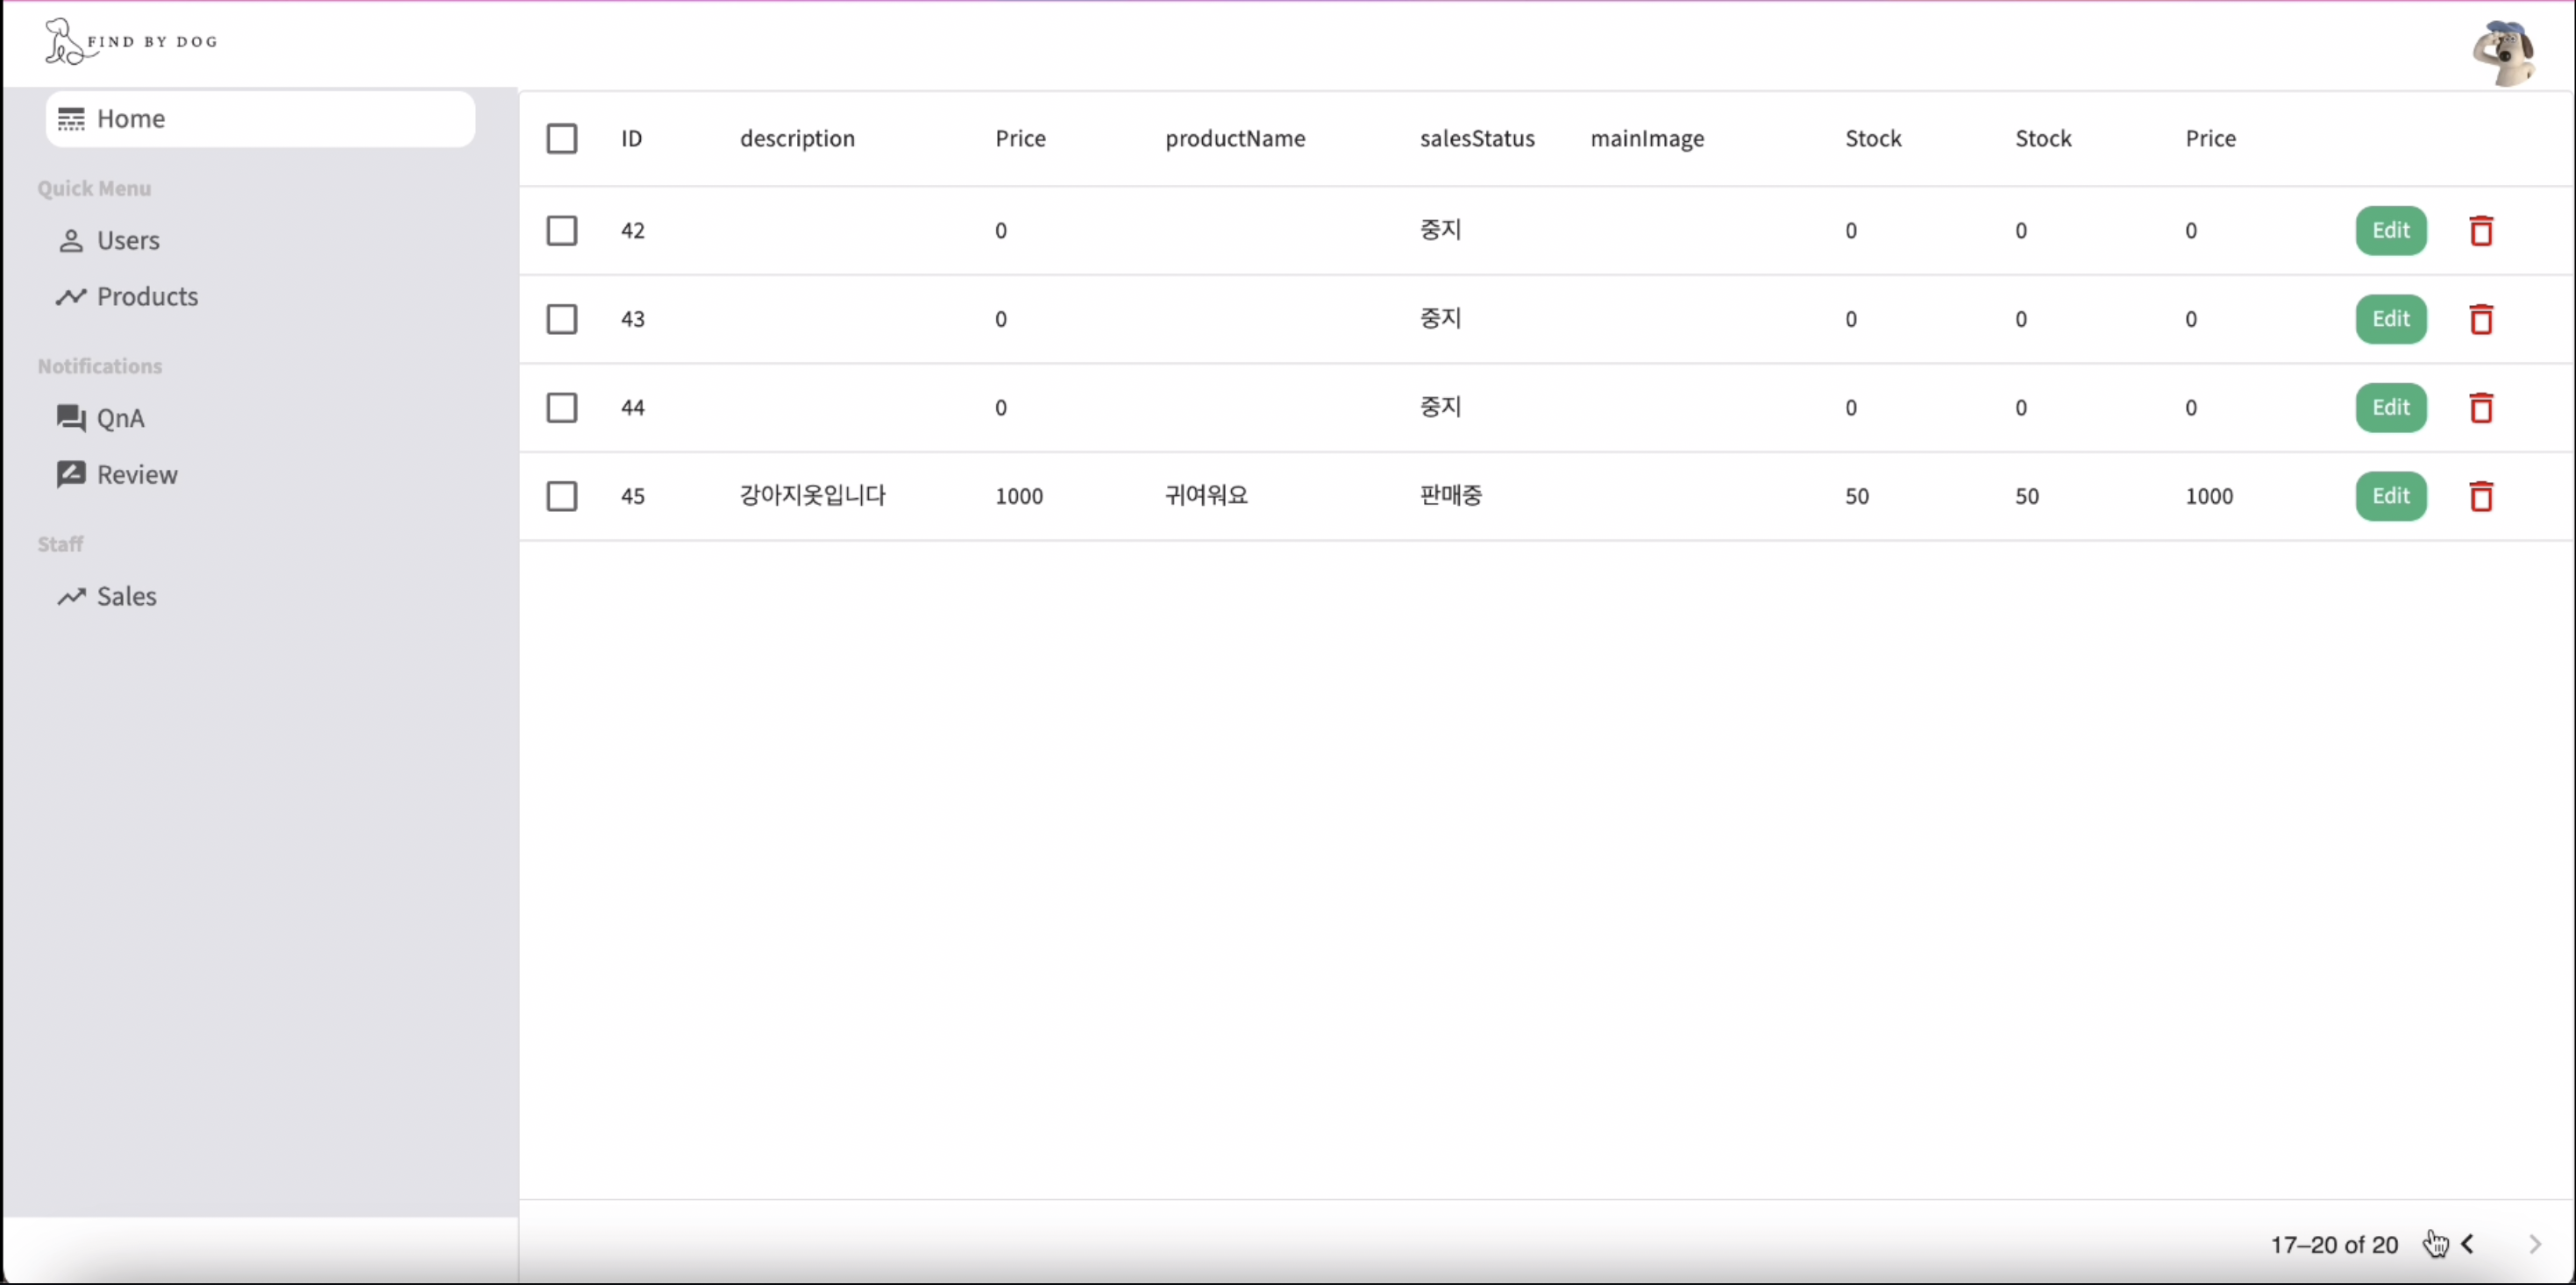 FIND BY DOG
Home
Quick Menu
Users
Products
Notifications
QnA
Review
Staff
Sales
ID description Price productName salesStatus mainImage Stock Stock Price
42 0 중지 0 0 0 Edit
43 0 중지 0 0 0 Edit
44 0 중지 0 0 0 Edit
45 강아지옷입니다 1000 귀여워요 판매중 50 50 1000 Edit
17–20 of 20